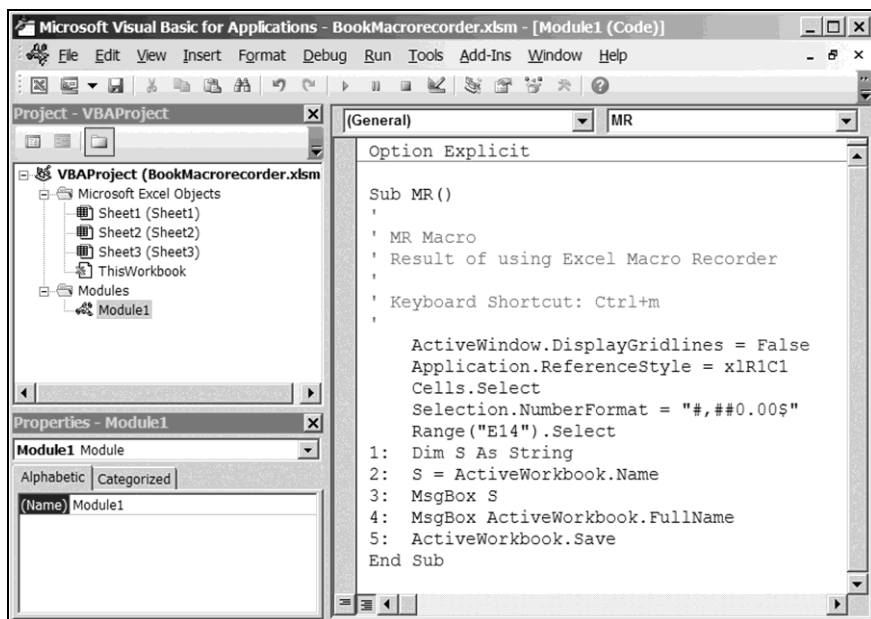 Microsoft Visual Basic for Applications - BookMacrorecorder.xlsm - [Module1 (Code)]
File Edit View Insert Format Debug Run Tools Add-Ins Window Help
Project - VBAProject
VBAProject (BookMacrorecorder.xlsm
Microsoft Excel Objects
Sheet1 (Sheet1)
Sheet2 (Sheet2)
Sheet3 (Sheet3)
ThisWorkbook
Modules
Module1
Properties - Module1
Module1 Module
Alphabetic Categorized
(Name) Module1
(General) MR
Option Explicit
Sub MR()
'
' MR Macro
' Result of using Excel Macro Recorder
'
' Keyboard Shortcut: Ctrl+m
'
ActiveWindow.DisplayGridlines = False
Application.ReferenceStyle = xlR1C1
Cells.Select
Selection.NumberFormat = "#,##0.00$"
Range("E14").Select
1: Dim S As String
2: S = ActiveWorkbook.Name
3: MsgBox S
4: MsgBox ActiveWorkbook.FullName
5: ActiveWorkbook.Save
End Sub